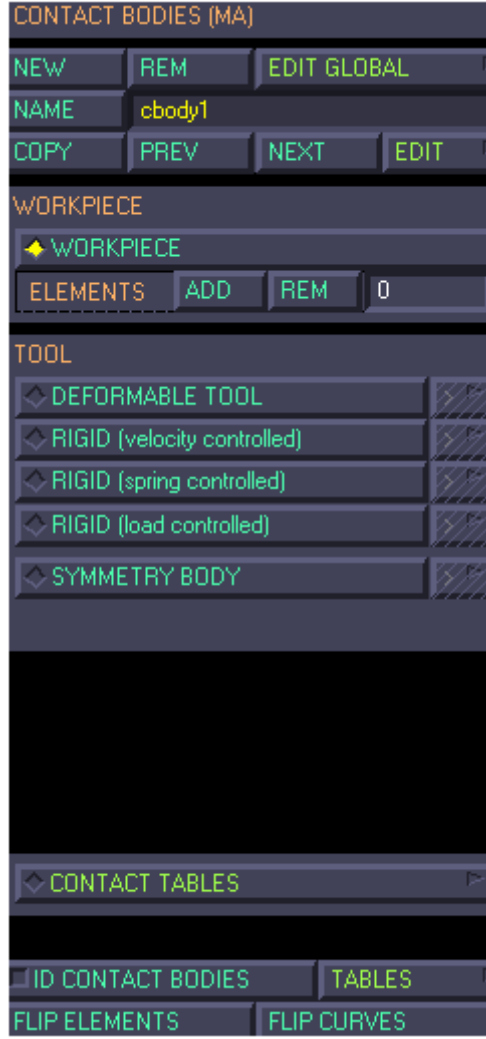 CONTACT BODIES (MA)
NEW REM EDIT GLOBAL
NAME cbody1
COPY PREV NEXT EDIT
WORKPIECE
WORKPIECE
ELEMENTS ADD REM 0
TOOL
DEFORMABLE TOOL
RIGID (velocity controlled)
RIGID (spring controlled)
RIGID (load controlled)
SYMMETRY BODY
CONTACT TABLES
ID CONTACT BODIES TABLES
FLIP ELEMENTS FLIP CURVES